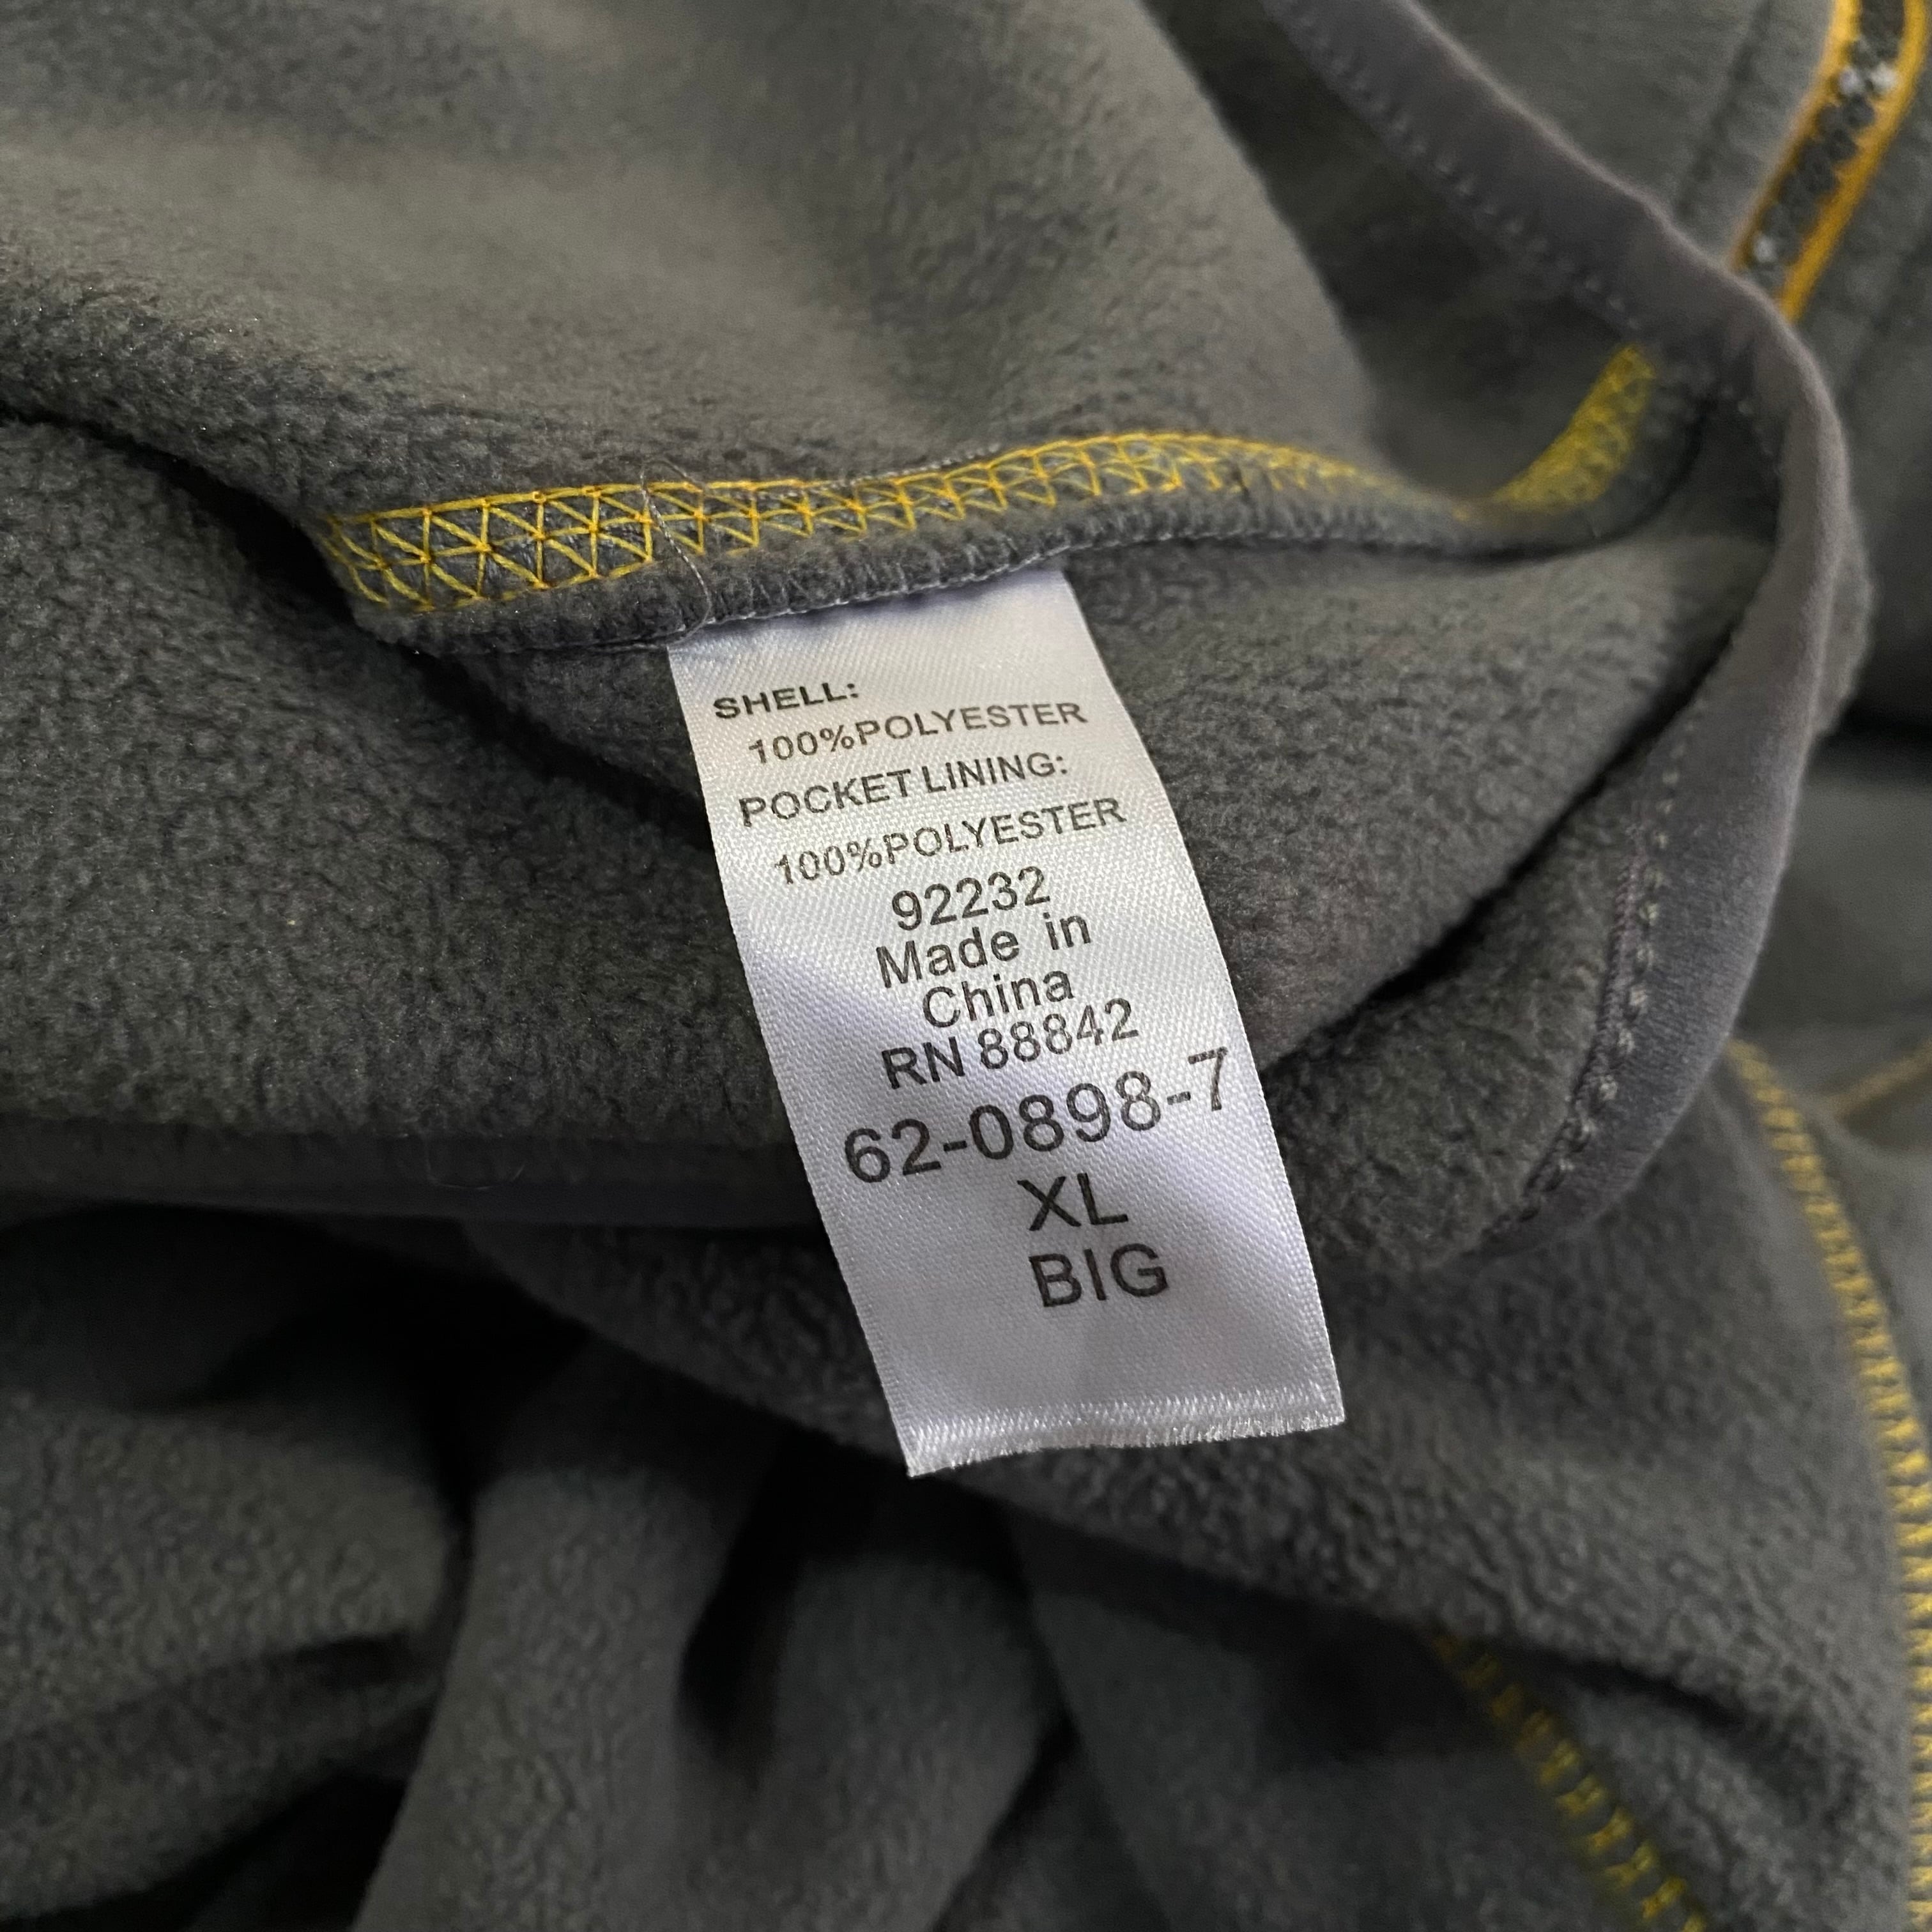 SHELL:
100%POLYESTER
POCKET LINING:
100%POLYESTER
92232
Made in
China
RN 88842
62-0898-7
XL
BIG